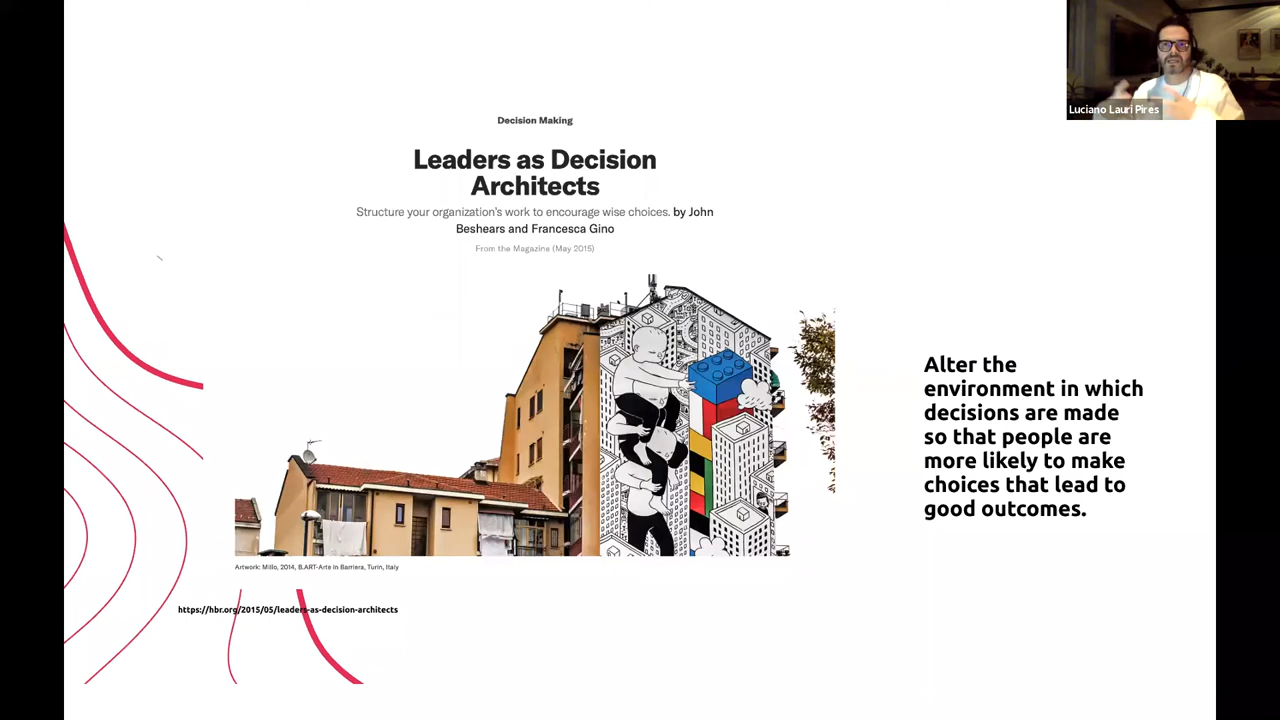 Luciano Lauri Pires
Decision Making
Leaders as Decision
Architects
Structure your organization's work to encourage wise choices. by John
Beshears and Francesca Gino
From the Magazine (May 2015)
Alter the
environment in which
decisions are made
so that people are
more likely to make
choices that lead to
good outcomes.
Artwork: Millo, 2014, B.ART-Arte in Barriera, Turin, Italy
https://hbr.org/2015/05/leaders-as-decision-architects